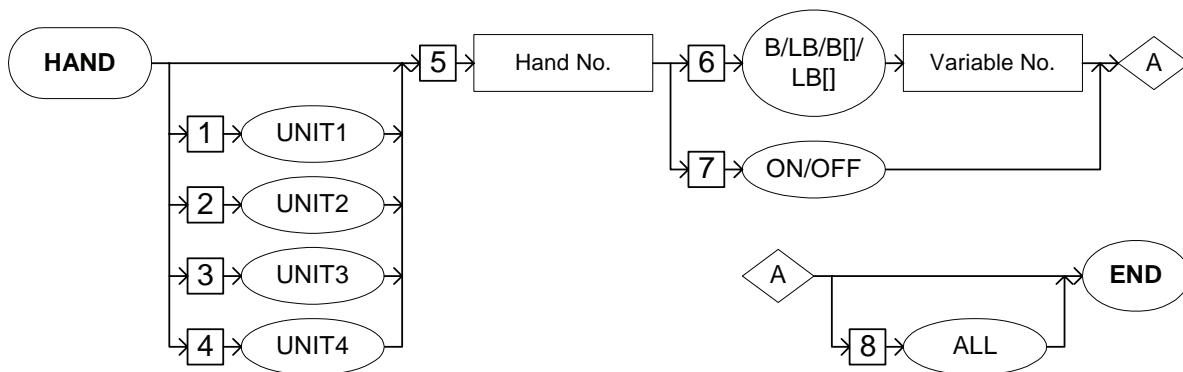 HAND
5
Hand No.
6
B/LB/B[]/
LB[]
Variable No.
A
1
UNIT1
7
ON/OFF
2
UNIT2
3
UNIT3
A
END
4
UNIT4
8
ALL